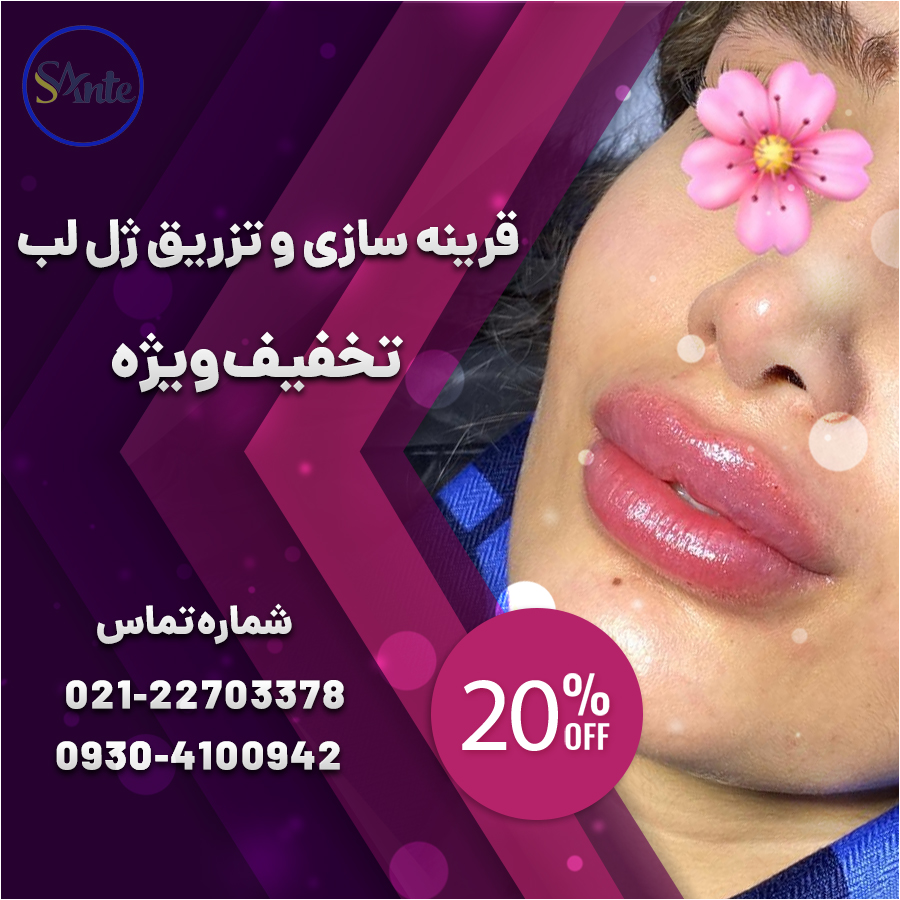 SAnte
قرینه سازی و تزریق ژل لب
تخفیف ویژه
شماره تماس
021-22703378
0930-4100942
20%
OFF